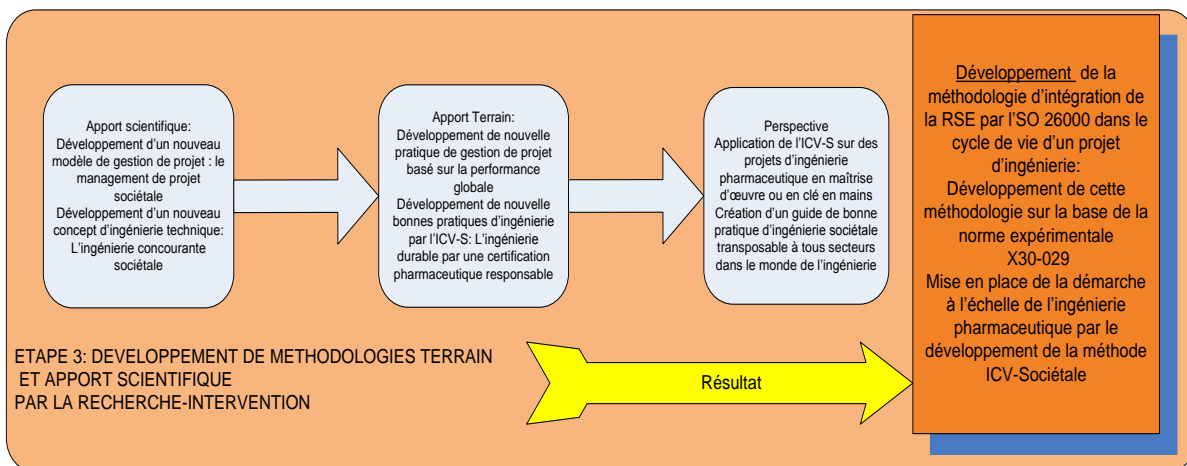 Apport scientifique:
Développement d'un nouveau
modèle de gestion de projet : le
management de projet
sociétale
Développement d'un nouveau
concept d'ingénierie technique:
L'ingénierie concourante
sociétale
Apport Terrain:
Développement de nouvelle
pratique de gestion de projet
basé sur la performance
globale
Développement de nouvelle
bonnes pratiques d'ingénierie
par l'ICV-S: L'ingénierie
durable par une certification
pharmaceutique responsable
Perspective
Application de l'ICV-S sur des
projets d'ingénierie
pharmaceutique en maîtrise
d'œuvre ou en clé en mains
Création d'un guide de bonne
pratique d'ingénierie sociétale
transposable à tous secteurs
dans le monde de l'ingénierie
Développement de la
méthodologie d'intégration de
la RSE par l'SO 26000 dans le
cycle de vie d'un projet
d'ingénierie:
Développement de cette
méthodologie sur la base de la
norme expérimentale
X30-029
Mise en place de la démarche
à l'échelle de l'ingénierie
pharmaceutique par le
développement de la méthode
ICV-Sociétale
ETAPE 3: DEVELOPPEMENT DE METHODOLOGIES TERRAIN
ET APPORT SCIENTIFIQUE
PAR LA RECHERCHE-INTERVENTION
Résultat